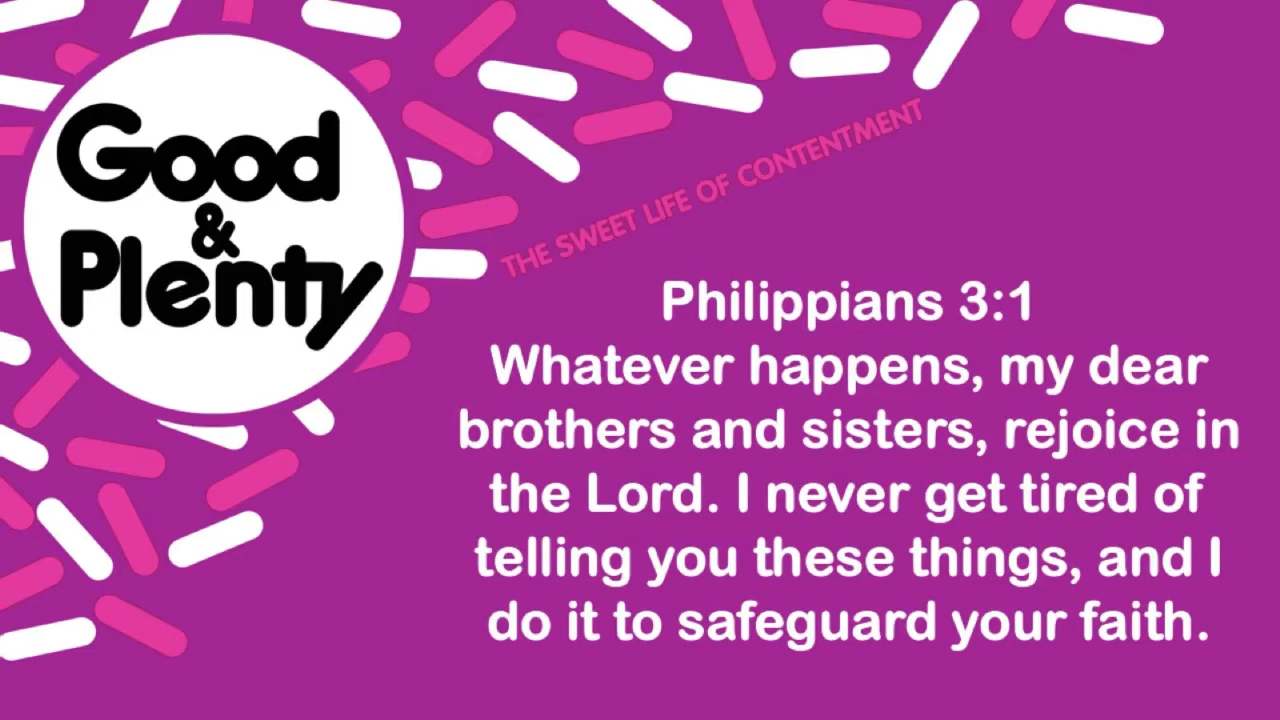 Good
&
Plenty
THE SWEET LIFE OF CONTENTMENT
Philippians 3:1
Whatever happens, my dear
brothers and sisters, rejoice in
the Lord. I never get tired of
telling you these things, and I
do it to safeguard your faith.